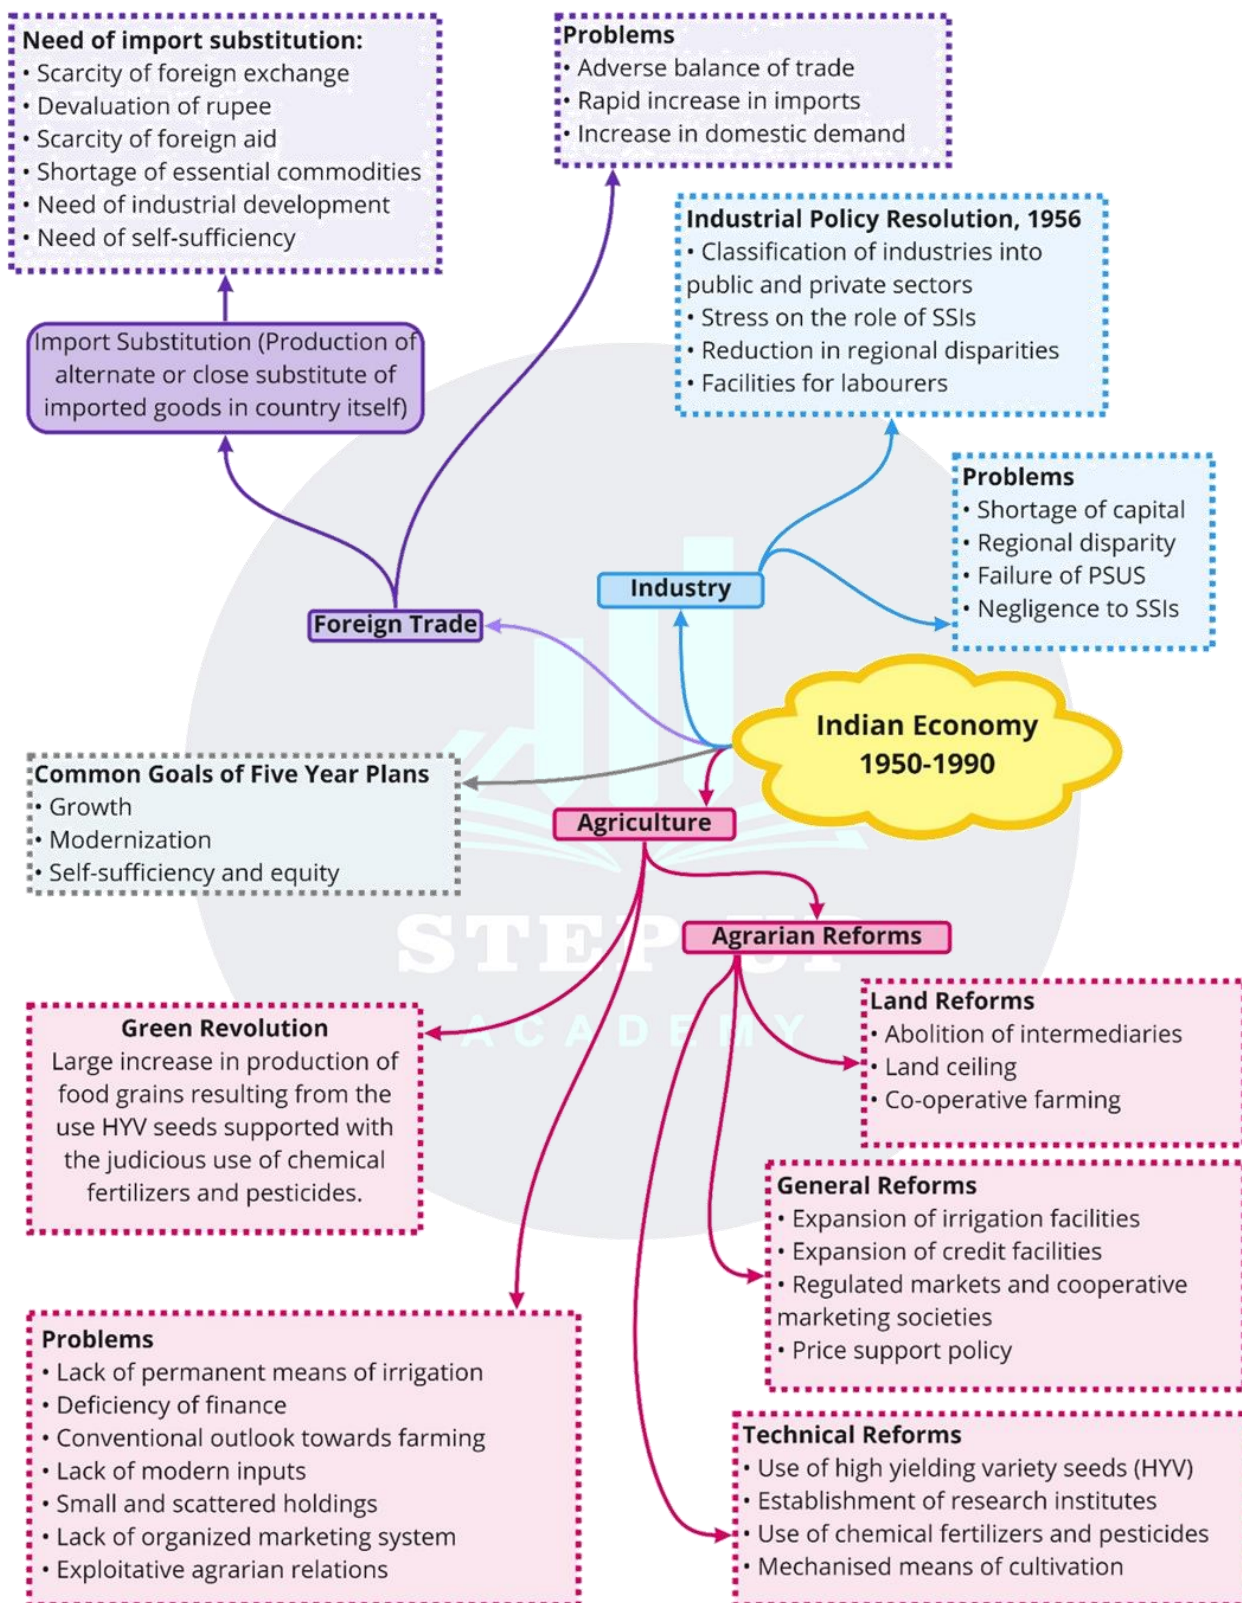 Need of import substitution:
• Scarcity of foreign exchange
• Devaluation of rupee
• Scarcity of foreign aid
• Shortage of essential commodities
• Need of industrial development
• Need of self-sufficiency
Problems
• Adverse balance of trade
• Rapid increase in imports
• Increase in domestic demand
Industrial Policy Resolution, 1956
• Classification of industries into
public and private sectors
• Stress on the role of SSIs
• Reduction in regional disparities
• Facilities for labourers
Import Substitution (Production of
alternate or close substitute of
imported goods in country itself)
Problems
• Shortage of capital
• Regional disparity
• Failure of PSUS
• Negligence to SSIs
Industry
Foreign Trade
Indian Economy
1950-1990
Common Goals of Five Year Plans
• Growth
• Modernization
• Self-sufficiency and equity
Agriculture
STEP UP
ACADEMY
Agrarian Reforms
Land Reforms
• Abolition of intermediaries
• Land ceiling
• Co-operative farming
Green Revolution
Large increase in production of
food grains resulting from the
use HYV seeds supported with
the judicious use of chemical
fertilizers and pesticides.
General Reforms
• Expansion of irrigation facilities
• Expansion of credit facilities
• Regulated markets and cooperative
marketing societies
• Price support policy
Problems
• Lack of permanent means of irrigation
• Deficiency of finance
• Conventional outlook towards farming
• Lack of modern inputs
• Small and scattered holdings
• Lack of organized marketing system
• Exploitative agrarian relations
Technical Reforms
• Use of high yielding variety seeds (HYV)
• Establishment of research institutes
• Use of chemical fertilizers and pesticides
• Mechanised means of cultivation